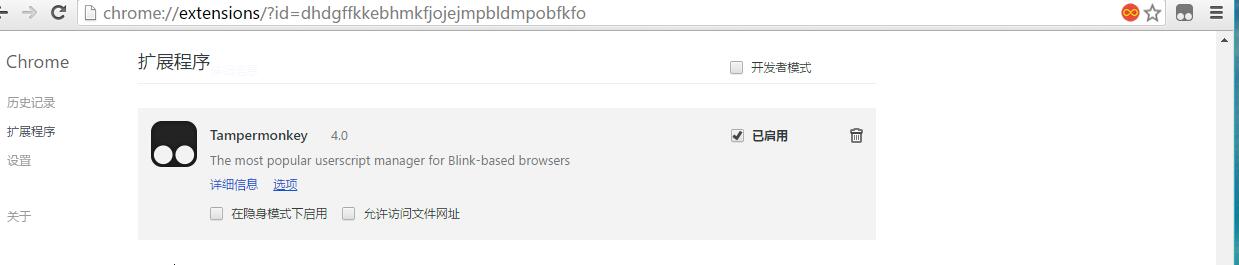 chrome://extensions/?id=dhdgffkkebhmkfjojejmpbldmpobfkfo
Chrome
扩展程序
开发者模式
历史记录
扩展程序
设置
关于
Tampermonkey 4.0
已启用
The most popular userscript manager for Blink-based browsers
详细信息 选项
在隐身模式下启用 允许访问文件网址